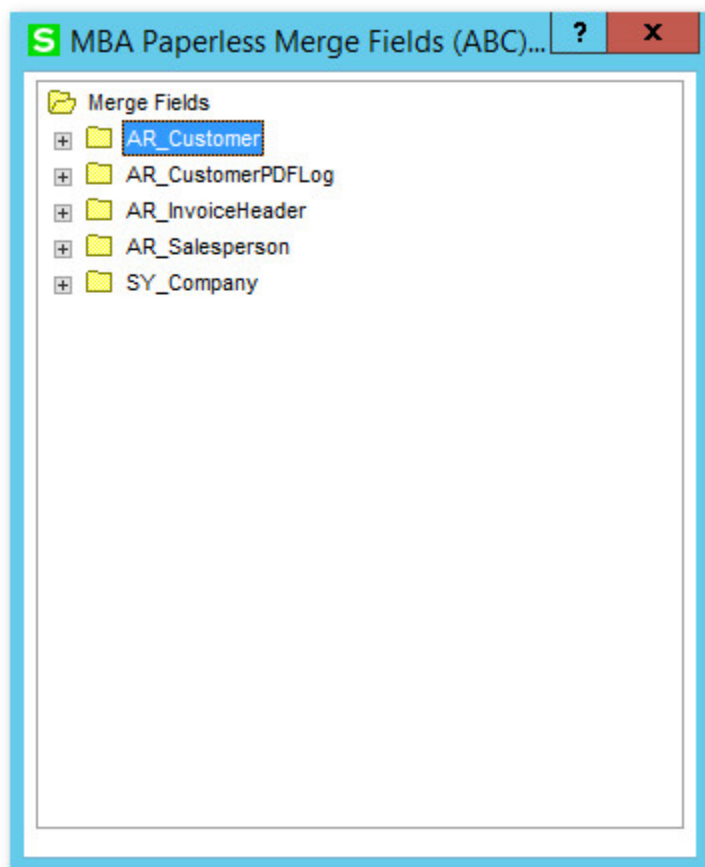 S MBA Paperless Merge Fields (ABC)... ? x
Merge Fields
AR_Customer
AR_CustomerPDFLog
AR_InvoiceHeader
AR_Salesperson
SY_Company